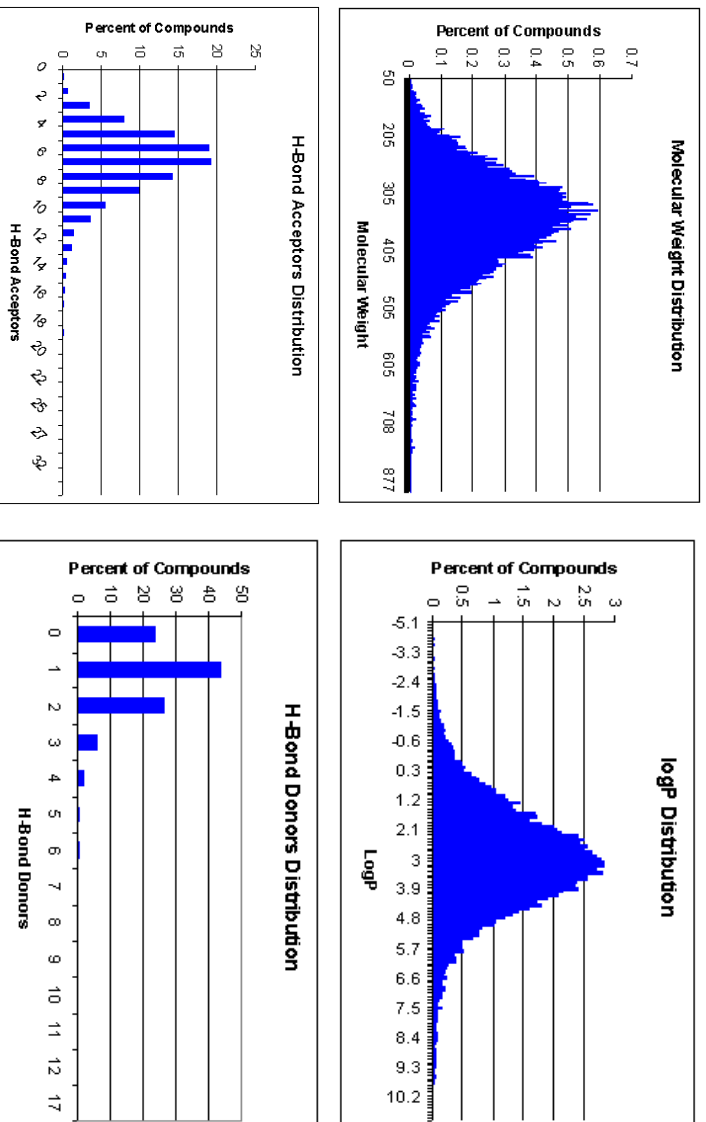 H-Bond Acceptors Distribution
Percent of Compounds
0 5 10 15 20 25
0 2 4 6 8 10 12 14 16 18 20 22 25 27 32
H-Bond Acceptors
Molecular Weight Distribution
Percent of Compounds
0 0.1 0.2 0.3 0.4 0.5 0.6 0.7
50 205 305 405 505 605 708 877
Molecular Weight
H-Bond Donors Distribution
Percent of Compounds
0 10 20 30 40 50
0 1 2 3 4 5 6 7 8 9 10 11 12 17
H-Bond Donors
logP Distribution
Percent of Compounds
0 0.5 1 1.5 2 2.5 3
-5.1 -3.3 -2.4 -1.5 -0.6 0.3 1.2 2.1 3 3.9 4.8 5.7 6.6 7.5 8.4 9.3 10.2
LogP